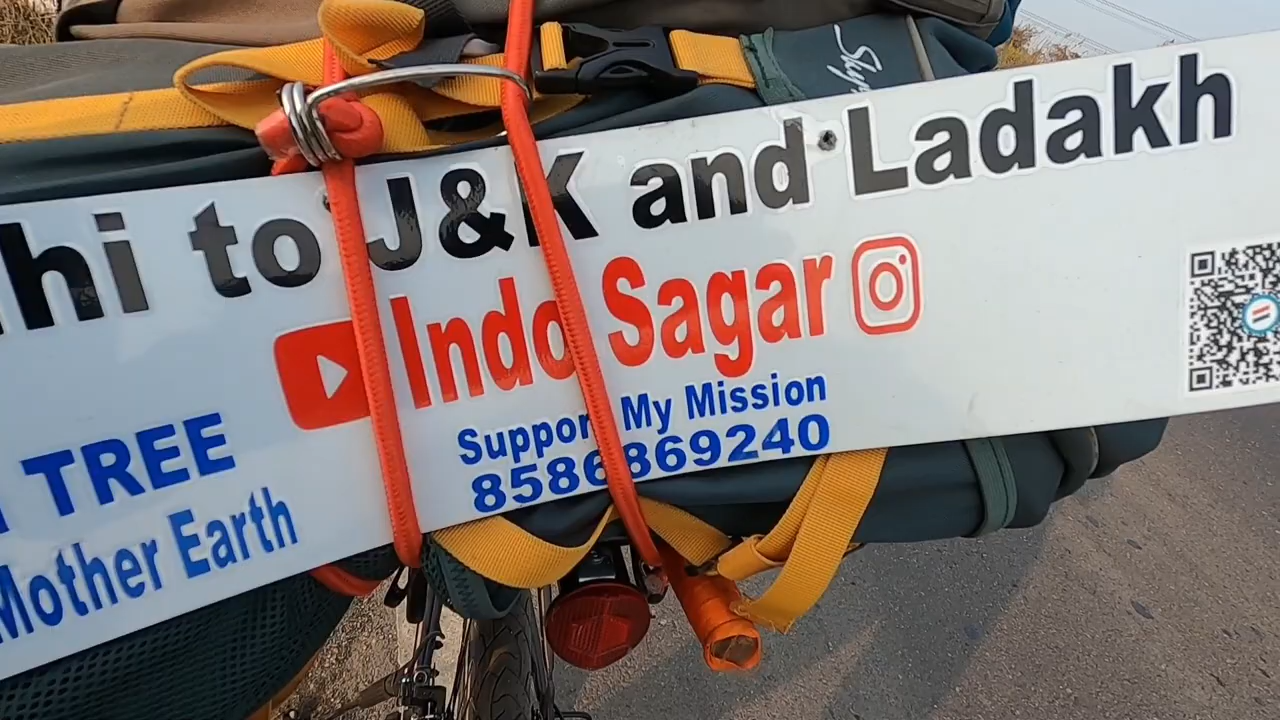 hi to J&K and Ladakh
Indo Sagar
Support My Mission
8586869240
TREE
Mother Earth